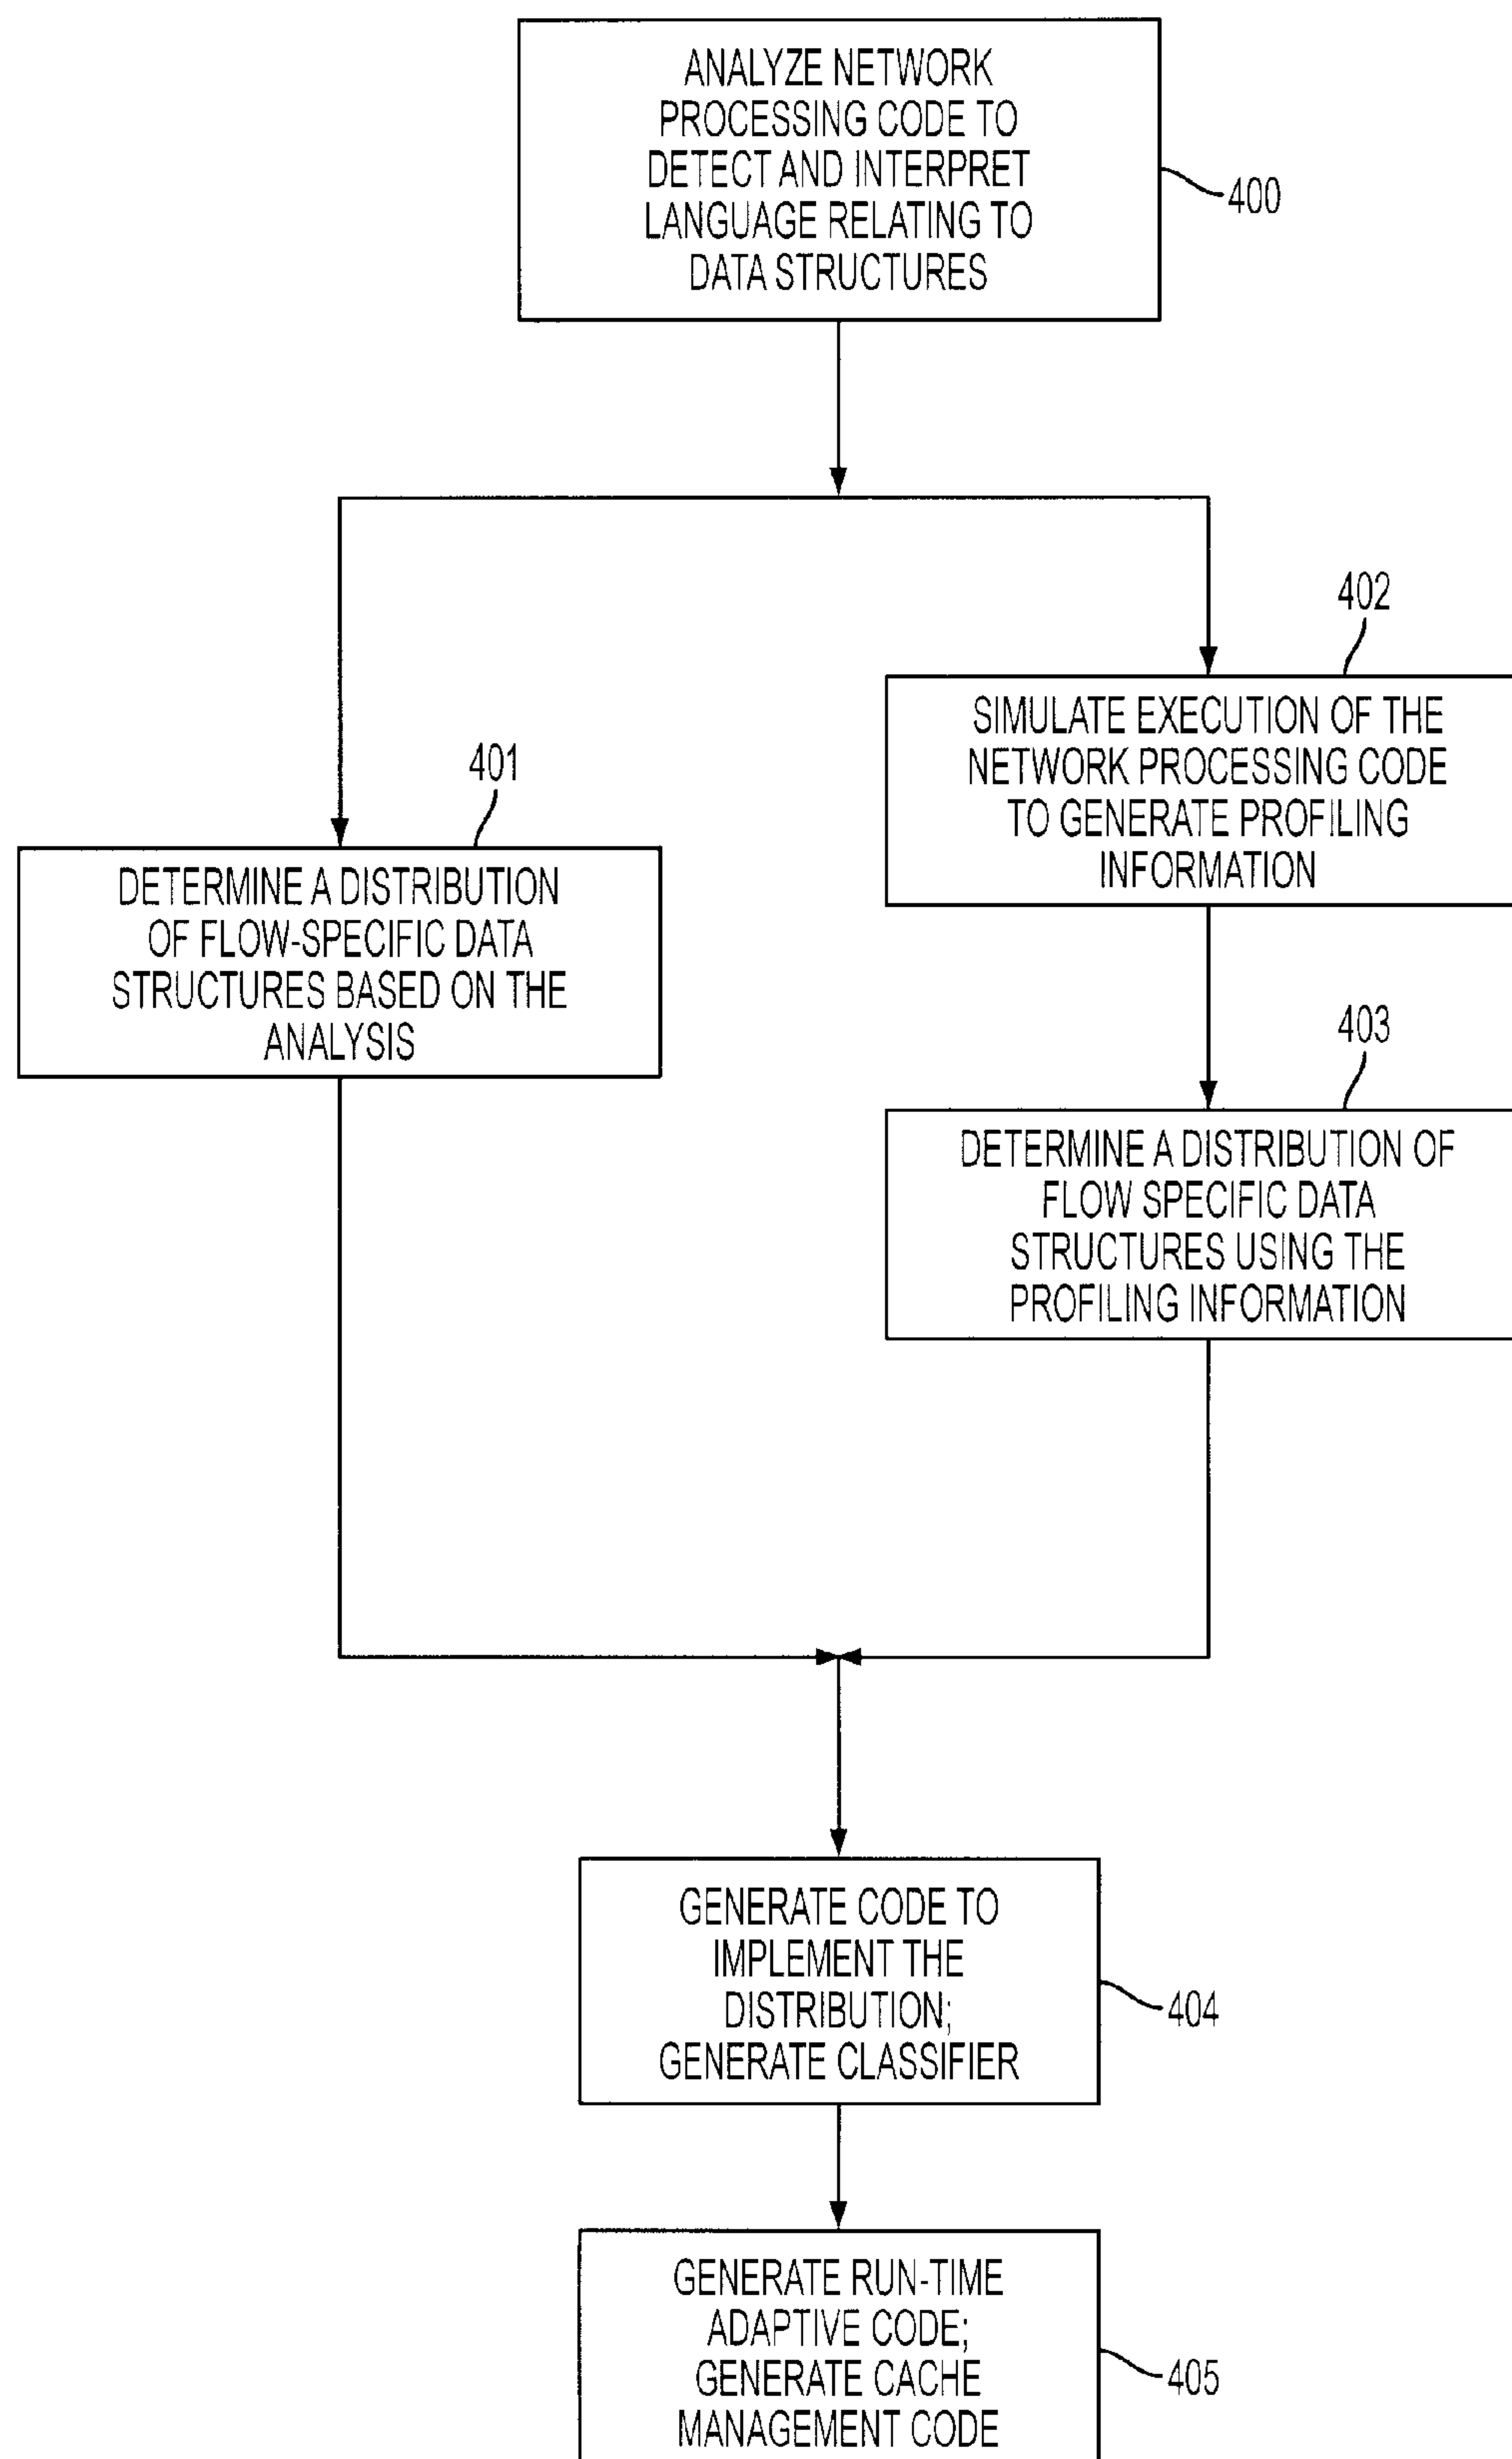 ANALYZE NETWORK
PROCESSING CODE TO
DETECT AND INTERPRET
LANGUAGE RELATING TO
DATA STRUCTURES
400
402
SIMULATE EXECUTION OF THE
NETWORK PROCESSING CODE
TO GENERATE PROFILING
INFORMATION
401
DETERMINE A DISTRIBUTION
OF FLOW-SPECIFIC DATA
STRUCTURES BASED ON THE
ANALYSIS
403
DETERMINE A DISTRIBUTION OF
FLOW SPECIFIC DATA
STRUCTURES USING THE
PROFILING INFORMATION
GENERATE CODE TO
IMPLEMENT THE
DISTRIBUTION;
GENERATE CLASSIFIER
404
GENERATE RUN-TIME
ADAPTIVE CODE;
GENERATE CACHE
MANAGEMENT CODE
405